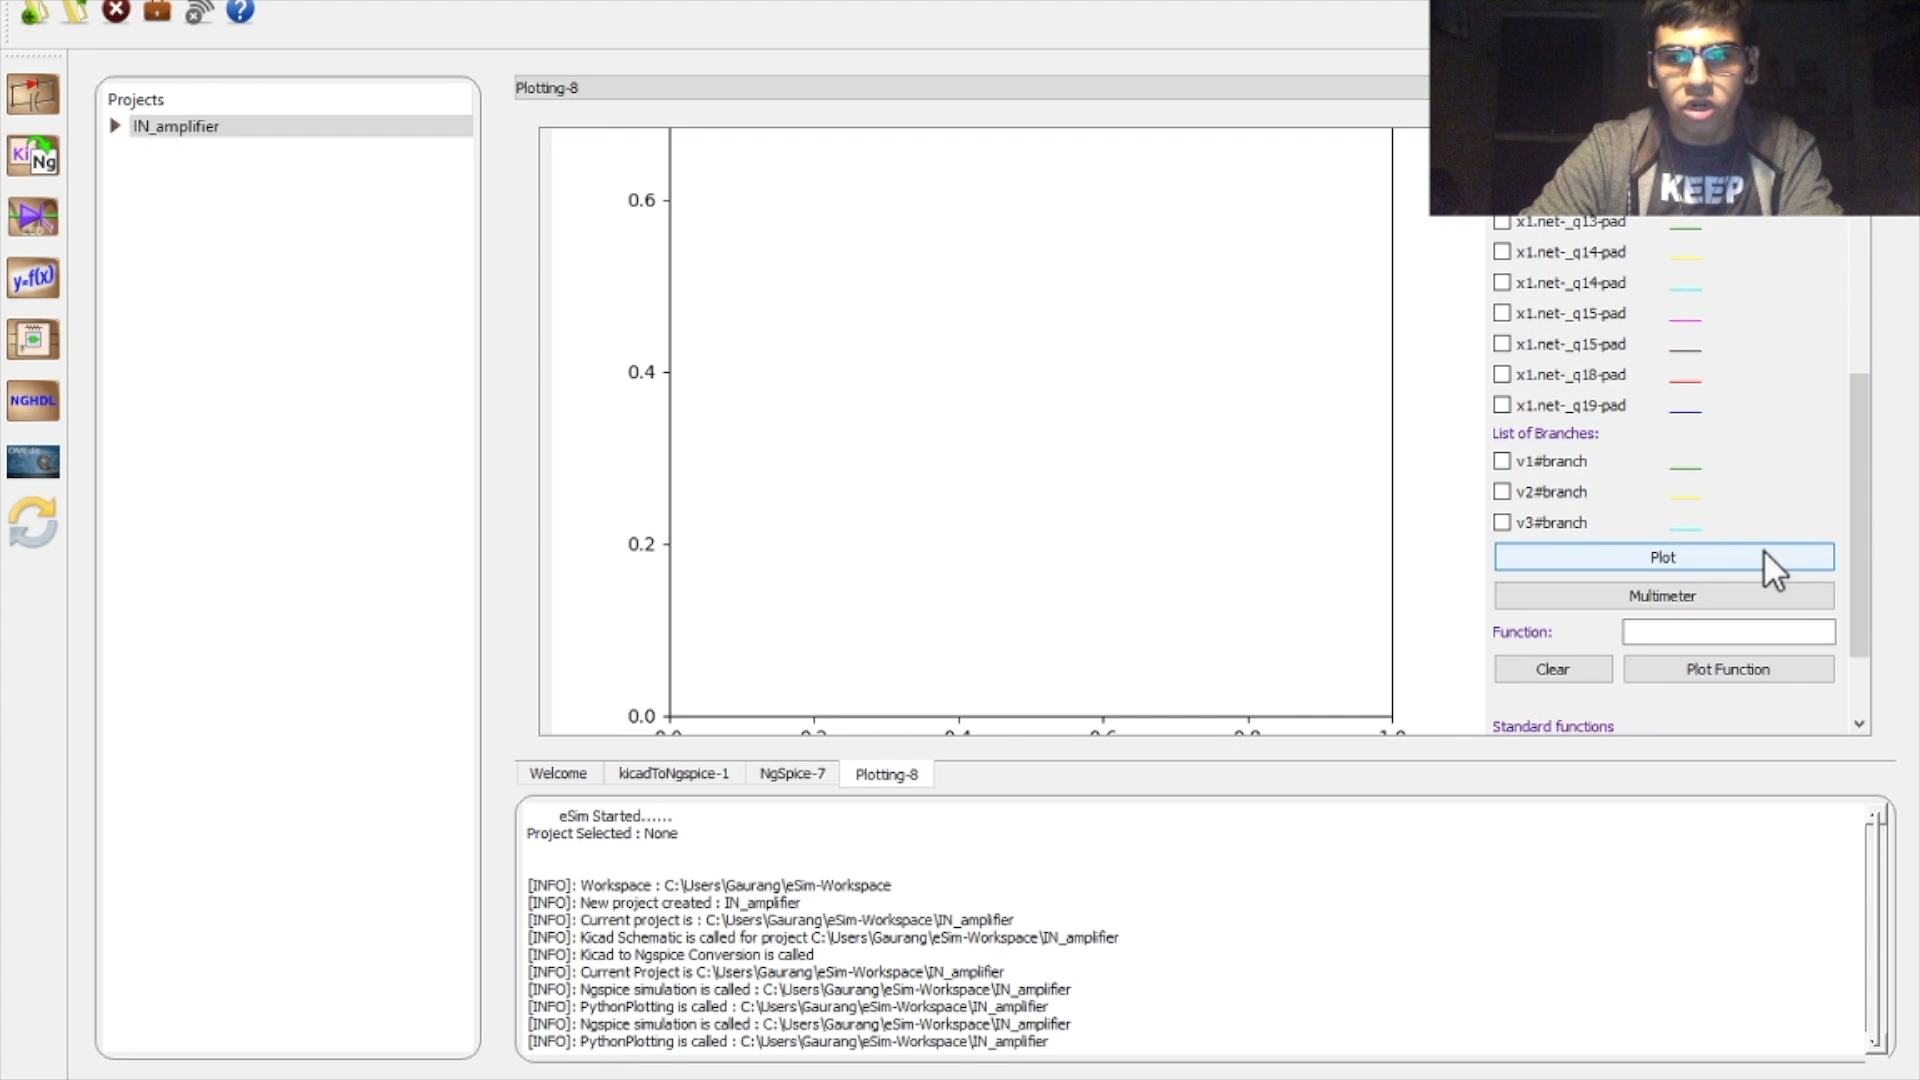 Projects
IN_amplifier
Ki
Ng
y=f(x)
NGHDL
Plotting-8
0.6
0.4
0.2
0.0
KEEP
x1.net-_q13-pad
x1.net-_q14-pad
x1.net-_q14-pad
x1.net-_q15-pad
x1.net-_q15-pad
x1.net-_q18-pad
x1.net-_q19-pad
List of Branches:
v1#branch
v2#branch
v3#branch
Plot
Multimeter
Function:
Clear
Plot Function
Standard functions
Welcome
kicadToNgspice-1
NgSpice-7
Plotting-8
eSim Started......
Project Selected : None
[INFO]: Workspace : C:\Users\Gaurang\eSim-Workspace
[INFO]: New project created : IN_amplifier
[INFO]: Current project is : C:\Users\Gaurang\eSim-Workspace\IN_amplifier
[INFO]: Kicad Schematic is called for project C:\Users\Gaurang\eSim-Workspace\IN_amplifier
[INFO]: Kicad to Ngspice Conversion is called
[INFO]: Current Project is C:\Users\Gaurang\eSim-Workspace\IN_amplifier
[INFO]: Ngspice simulation is called : C:\Users\Gaurang\eSim-Workspace\IN_amplifier
[INFO]: PythonPlotting is called : C:\Users\Gaurang\eSim-Workspace\IN_amplifier
[INFO]: Ngspice simulation is called : C:\Users\Gaurang\eSim-Workspace\IN_amplifier
[INFO]: PythonPlotting is called : C:\Users\Gaurang\eSim-Workspace\IN_amplifier